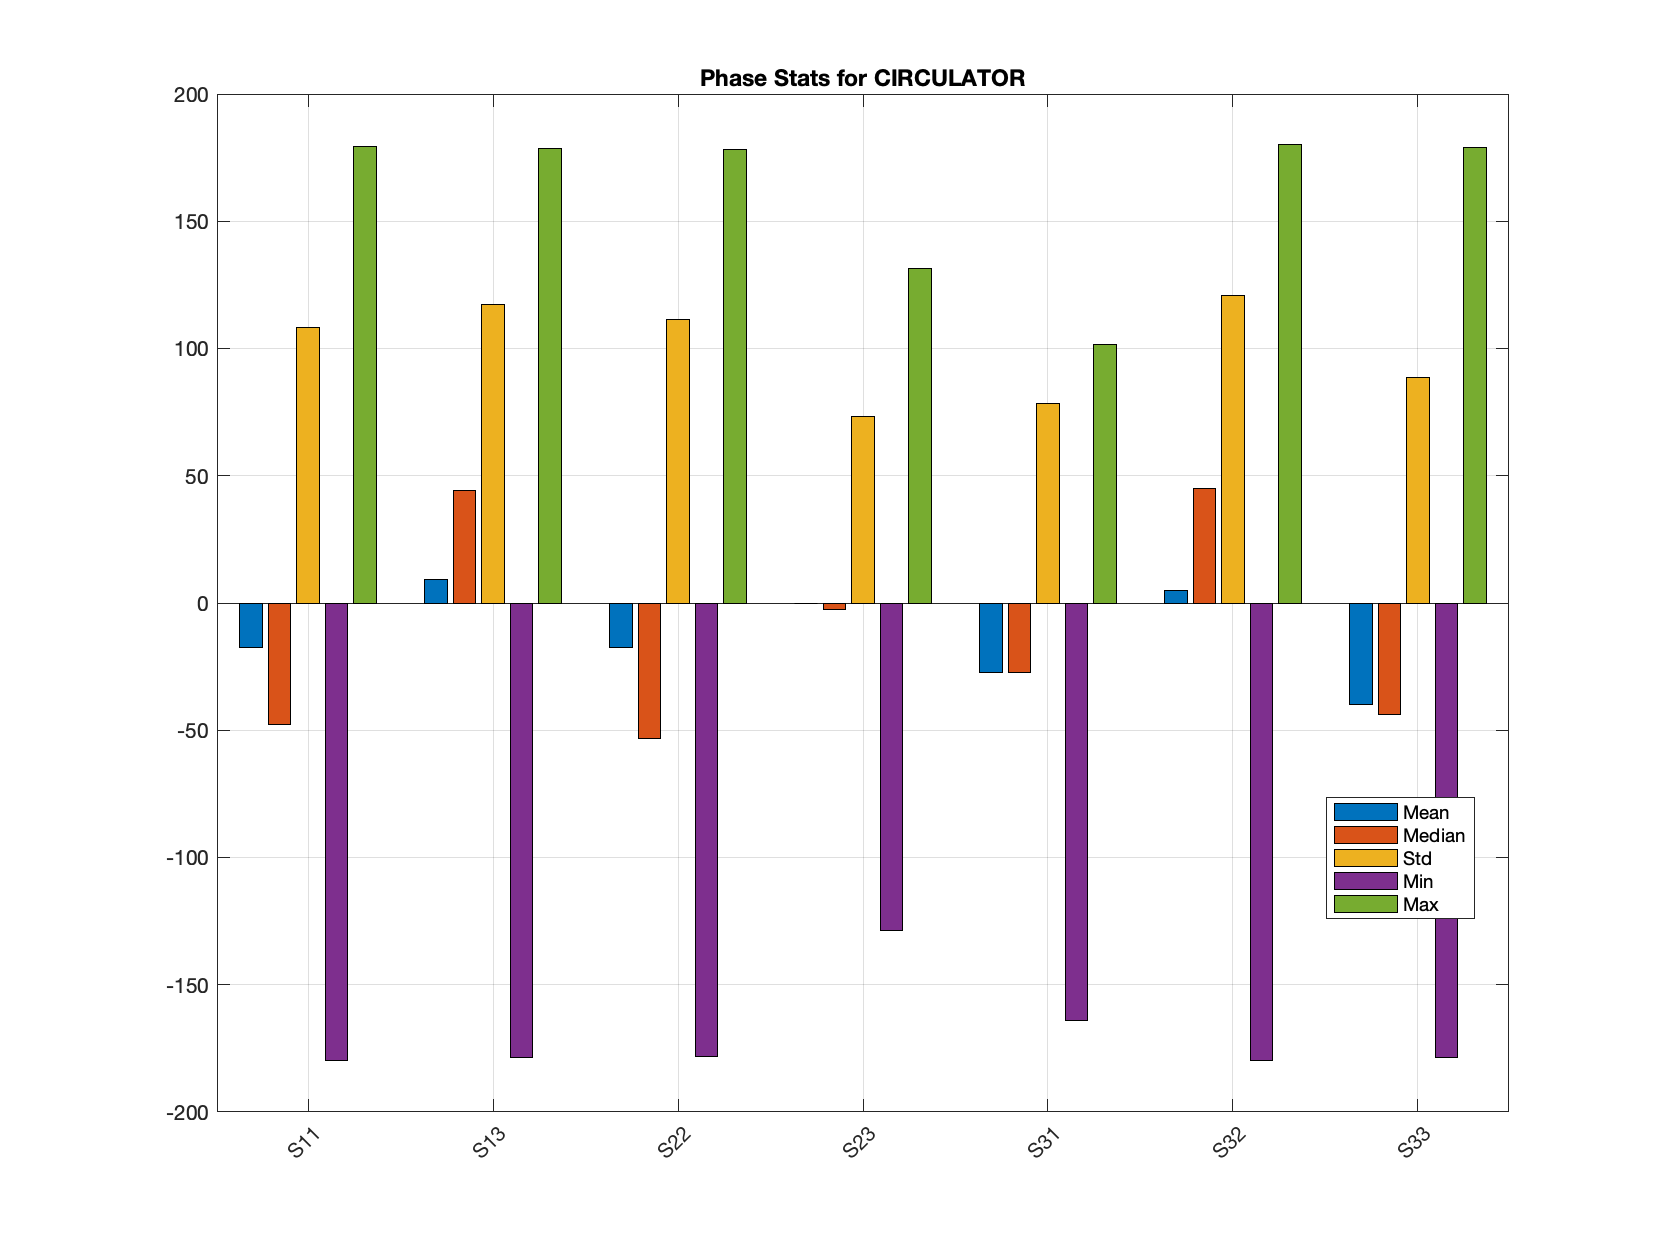 Phase Stats for CIRCULATOR
200
150
100
50
0
-50
-100
-150
-200
Mean
Median
Std
Min
Max
S11
S13
S22
S23
S31
S32
S33